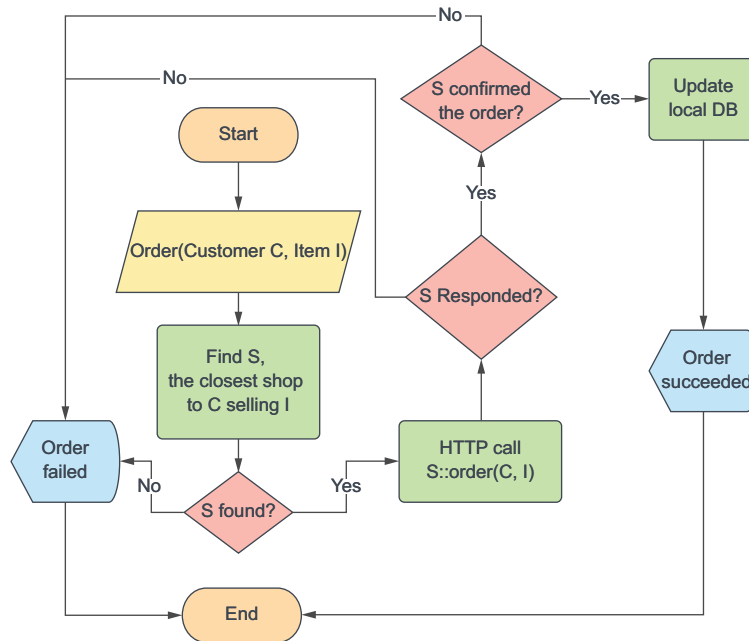 No
No
S confirmed
the order?
Yes
Update
local DB
Start
Yes
Order(Customer C, Item I)
S Responded?
Find S,
the closest shop
to C selling I
Order
succeeded
Order
failed
HTTP call
S::order(C, I)
No
S found?
Yes
End